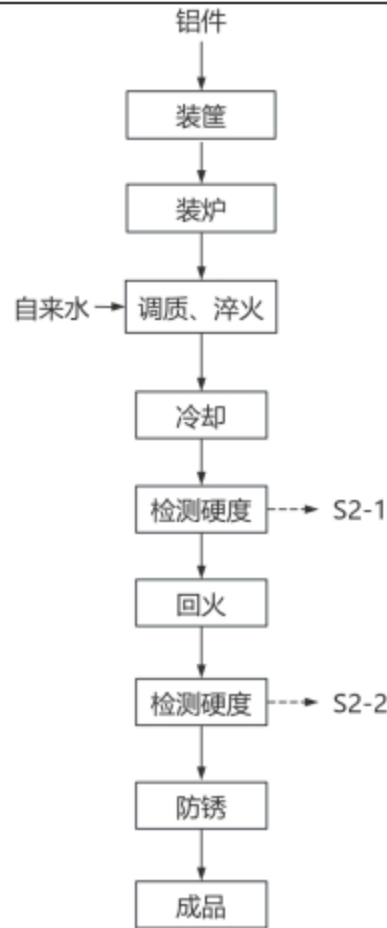 铝件
装筐
装炉
自来水
调质、淬火
冷却
检测硬度
S2-1
回火
检测硬度
S2-2
防锈
成品